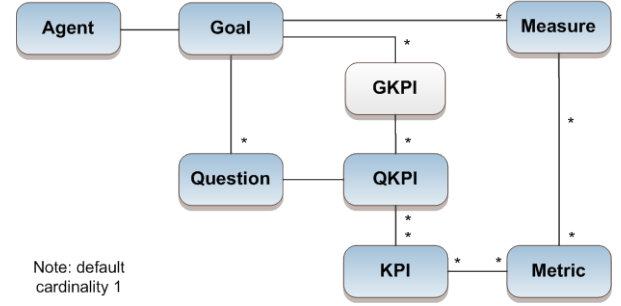 Agent
Goal
*
Measure
*
GKPI
*
*
*
Question
QKPI
*
*
*
Note: default
cardinality 1
KPI
*
*
Metric